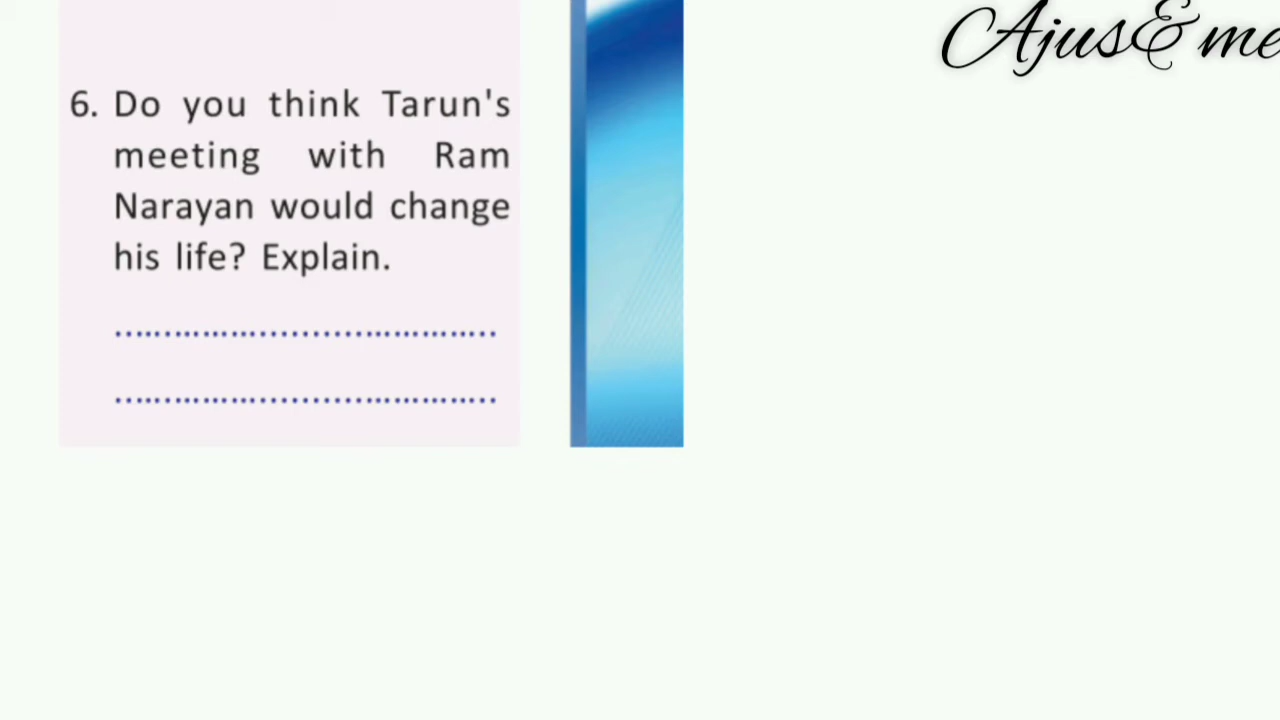 Ajus& me
6. Do you think Tarun's
meeting with Ram
Narayan would change
his life? Explain.